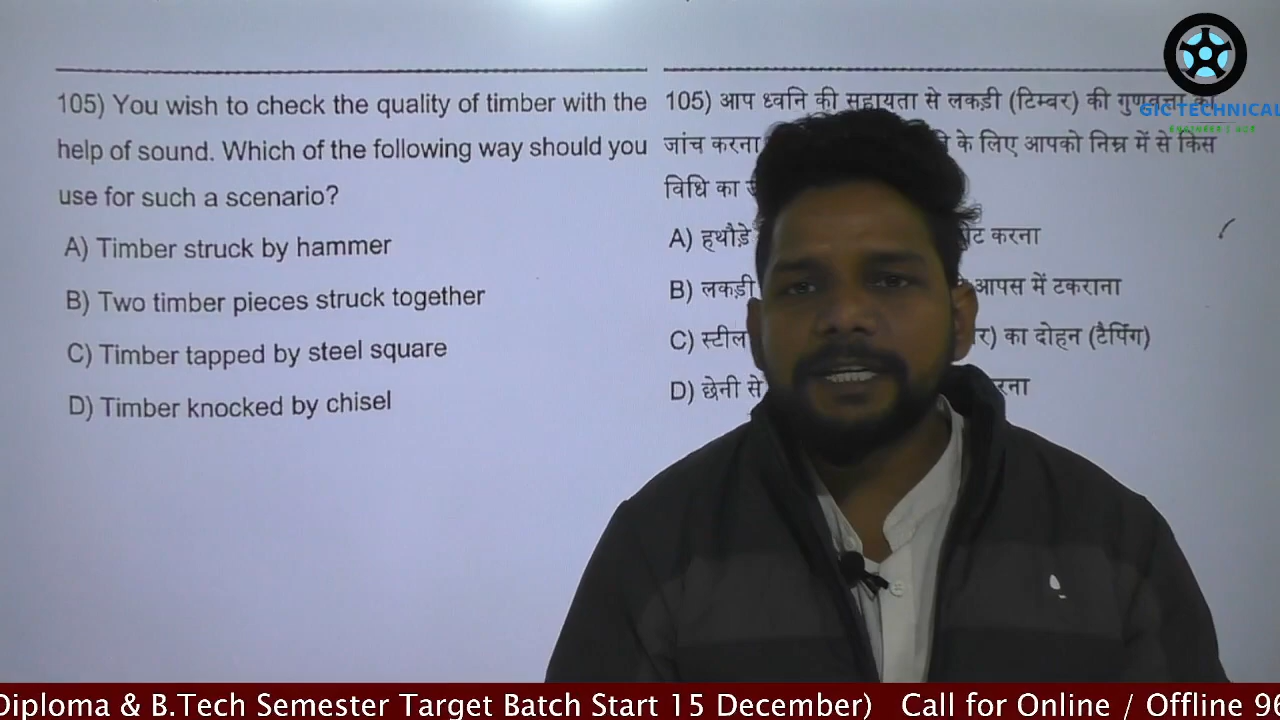 105) You wish to check the quality of timber with the
help of sound. Which of the following way should you
use for such a scenario?
A) Timber struck by hammer
B) Two timber pieces struck together
C) Timber tapped by steel square
D) Timber knocked by chisel
105) आप ध्वनि की सहायता से लकड़ी (टिम्बर) की गुणवत्ता की
जांच करना के लिए आपको निम्न में से किस
विधि का
A) हथौड़े करना
B) लकड़ी आपस में टकराना
C) स्टील का दोहन (टैपिंग)
D) छेनी से
GIC TECHNICAL
Diploma & B.Tech Semester Target Batch Start 15 December) Call for Online / Offline 96